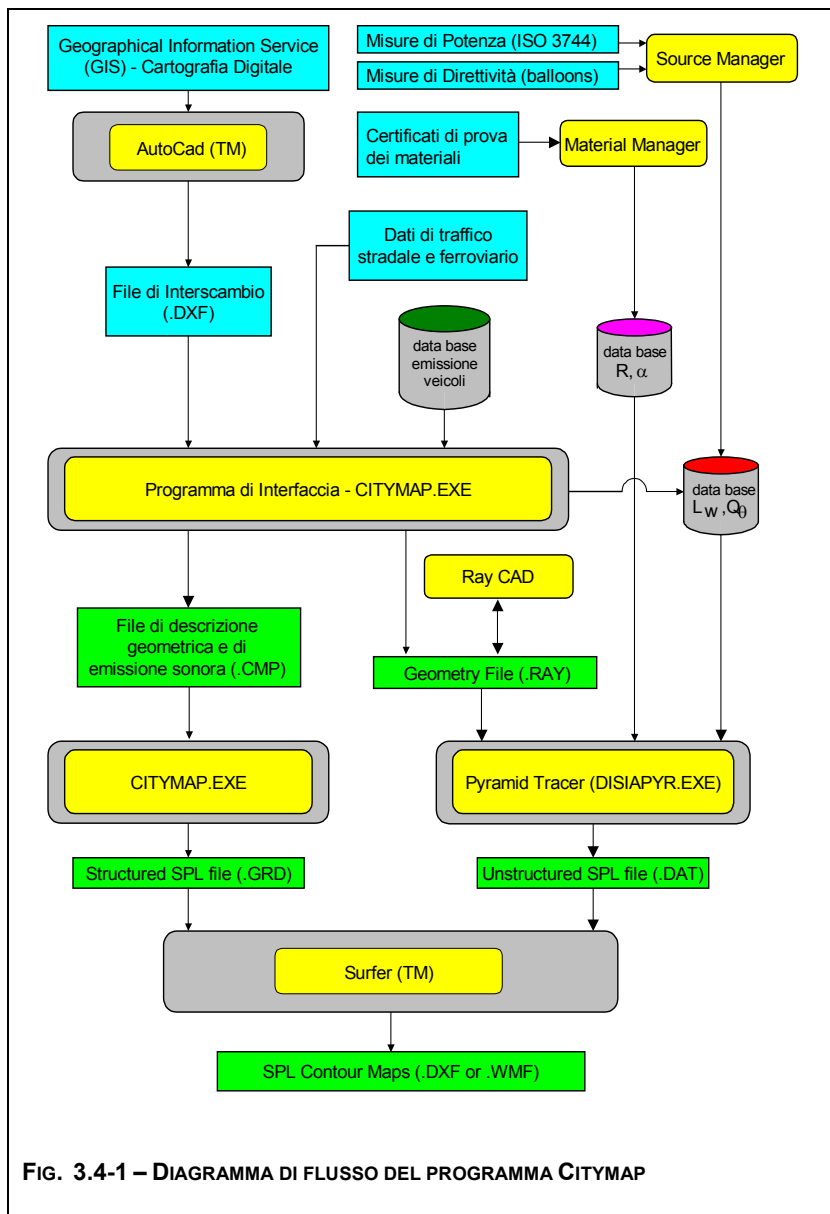 Geographical Information Service
(GIS) - Cartografia Digitale
Misure di Potenza (ISO 3744)
Misure di Direttività (balloons)
Source Manager
AutoCad (TM)
Certificati di prova
dei materiali
Material Manager
Dati di traffico
stradale e ferroviario
File di Interscambio
(.DXF)
data base
emissione
veicoli
data base
R, α
Programma di Interfaccia - CITYMAP.EXE
data base
LW ,Qθ
Ray CAD
File di descrizione
geometrica e di
emissione sonora (.CMP)
Geometry File (.RAY)
CITYMAP.EXE
Pyramid Tracer (DISIAPYR.EXE)
Structured SPL file (.GRD)
Unstructured SPL file (.DAT)
Surfer (TM)
SPL Contour Maps (.DXF or .WMF)
FIG. 3.4-1 – DIAGRAMMA DI FLUSSO DEL PROGRAMMA CITYMAP